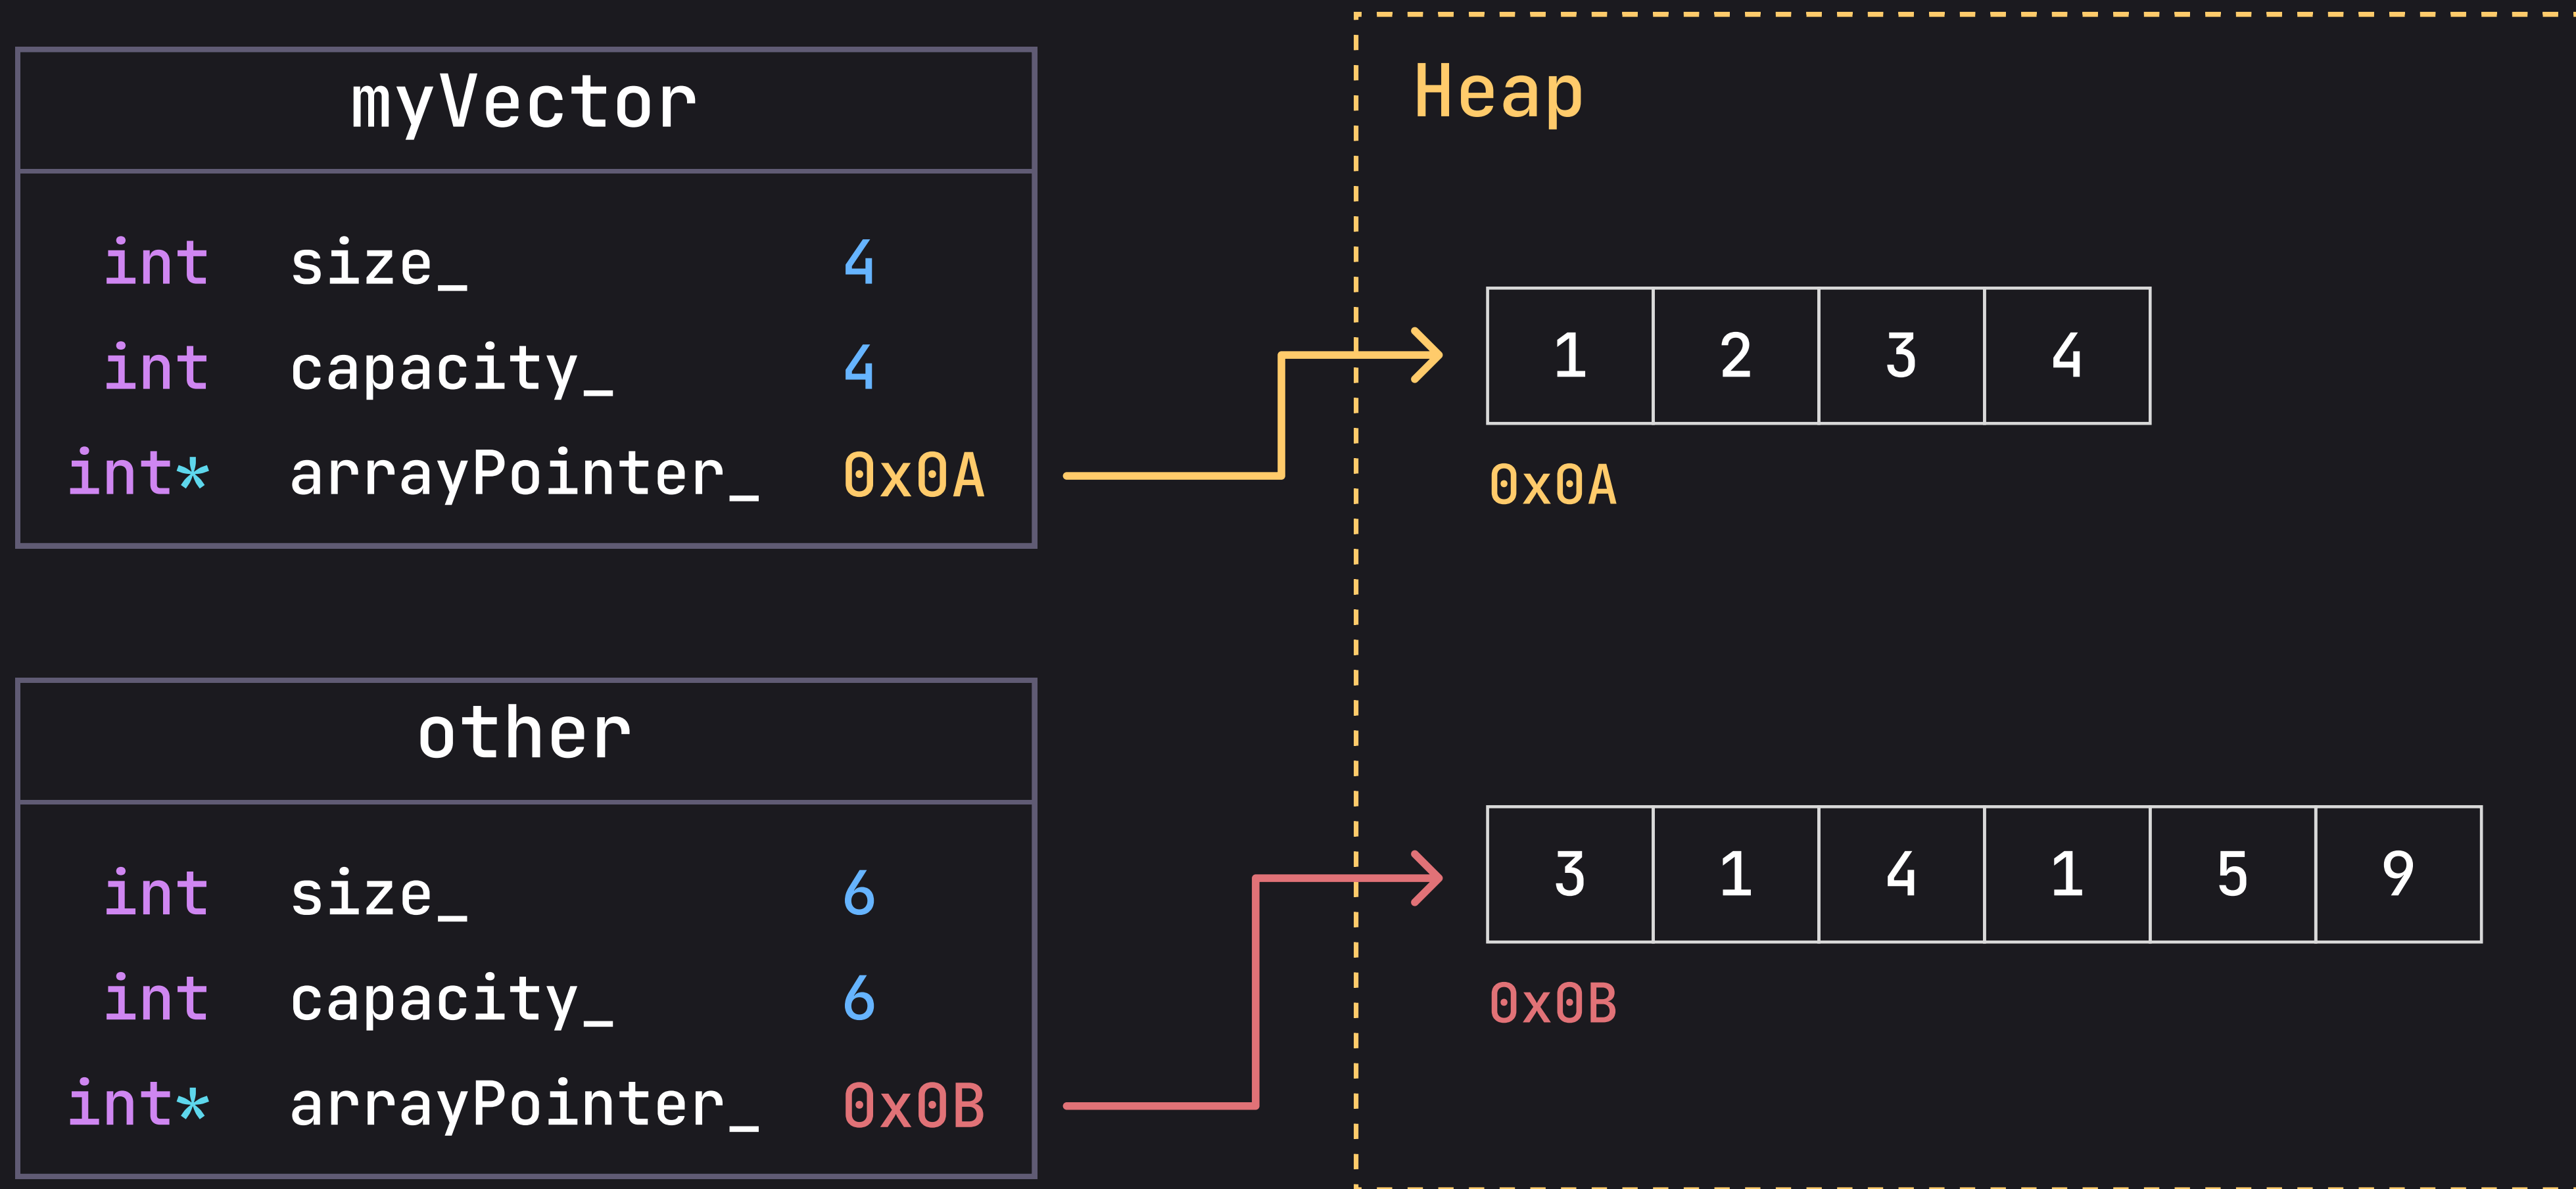 myVector
int size_ 4
int capacity_ 4
int* arrayPointer_ 0x0A
other
int size_ 6
int capacity_ 6
int* arrayPointer_ 0x0B
Heap
1 2 3 4
0x0A
3 1 4 1 5 9
0x0B